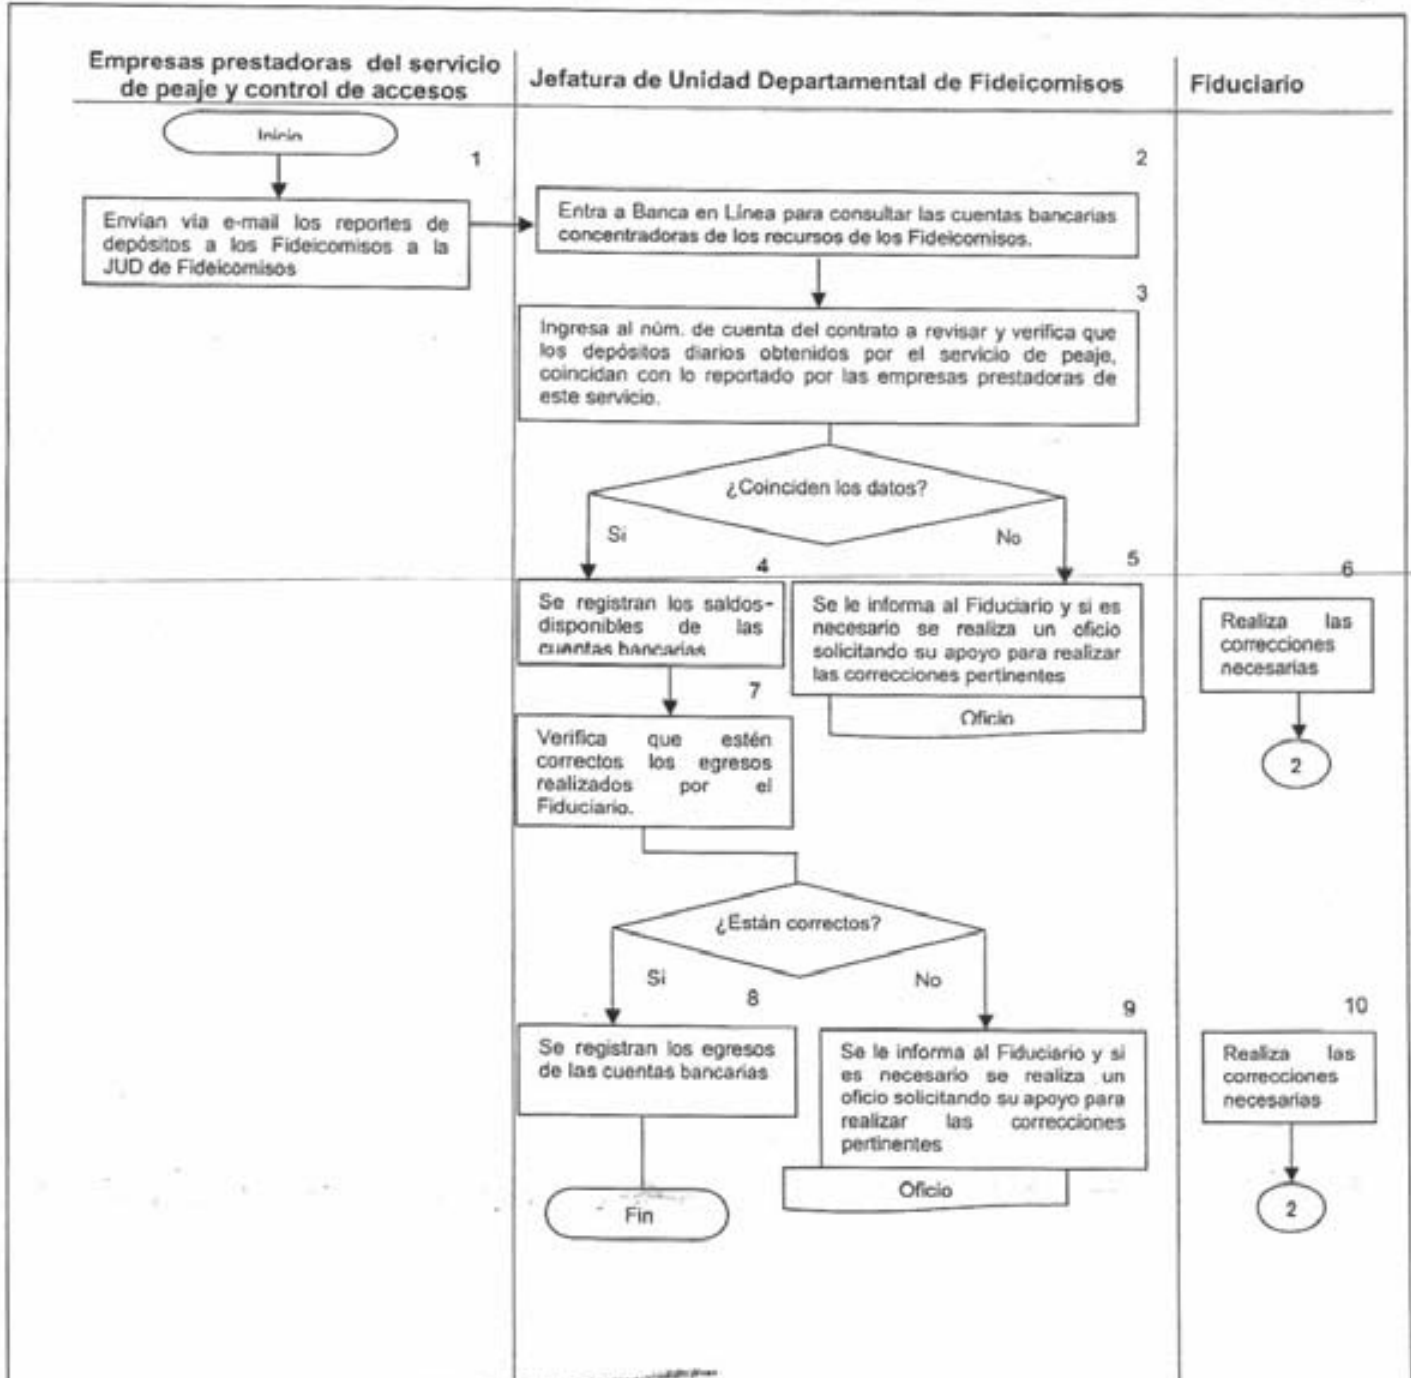 Empresas prestadoras del servicio
de peaje y control de accesos
Jefatura de Unidad Departamental de Fideicomisos
Fiduciario
Inicio
1
Envían via e-mail los reportes de
depósitos a los Fideicomisos a la
JUD de Fideicomisos
2
Entra a Banca en Línea para consultar las cuentas bancarias
concentradoras de los recursos de los Fideicomisos.
3
Ingresa al núm. de cuenta del contrato a revisar y verifica que
los depósitos diarios obtenidos por el servicio de peaje,
coincidan con lo reportado por las empresas prestadoras de
este servicio.
¿Coinciden los datos?
Si
No
4
Se registran los saldos-
disponibles de las
cuentas bancarias
5
Se le informa al Fiduciario y si es
necesario se realiza un oficio
solicitando su apoyo para realizar
las correcciones pertinentes
Oficio
6
Realiza las
correcciones
necesarias
2
7
Verifica que estén
correctos los egresos
realizados por el
Fiduciario.
¿Están correctos?
Si
No
8
Se registran los egresos
de las cuentas bancarias
Fin
9
Se le informa al Fiduciario y si
es necesario se realiza un
oficio solicitando su apoyo para
realizar las correcciones
pertinentes
Oficio
10
Realiza las
correcciones
necesarias
2